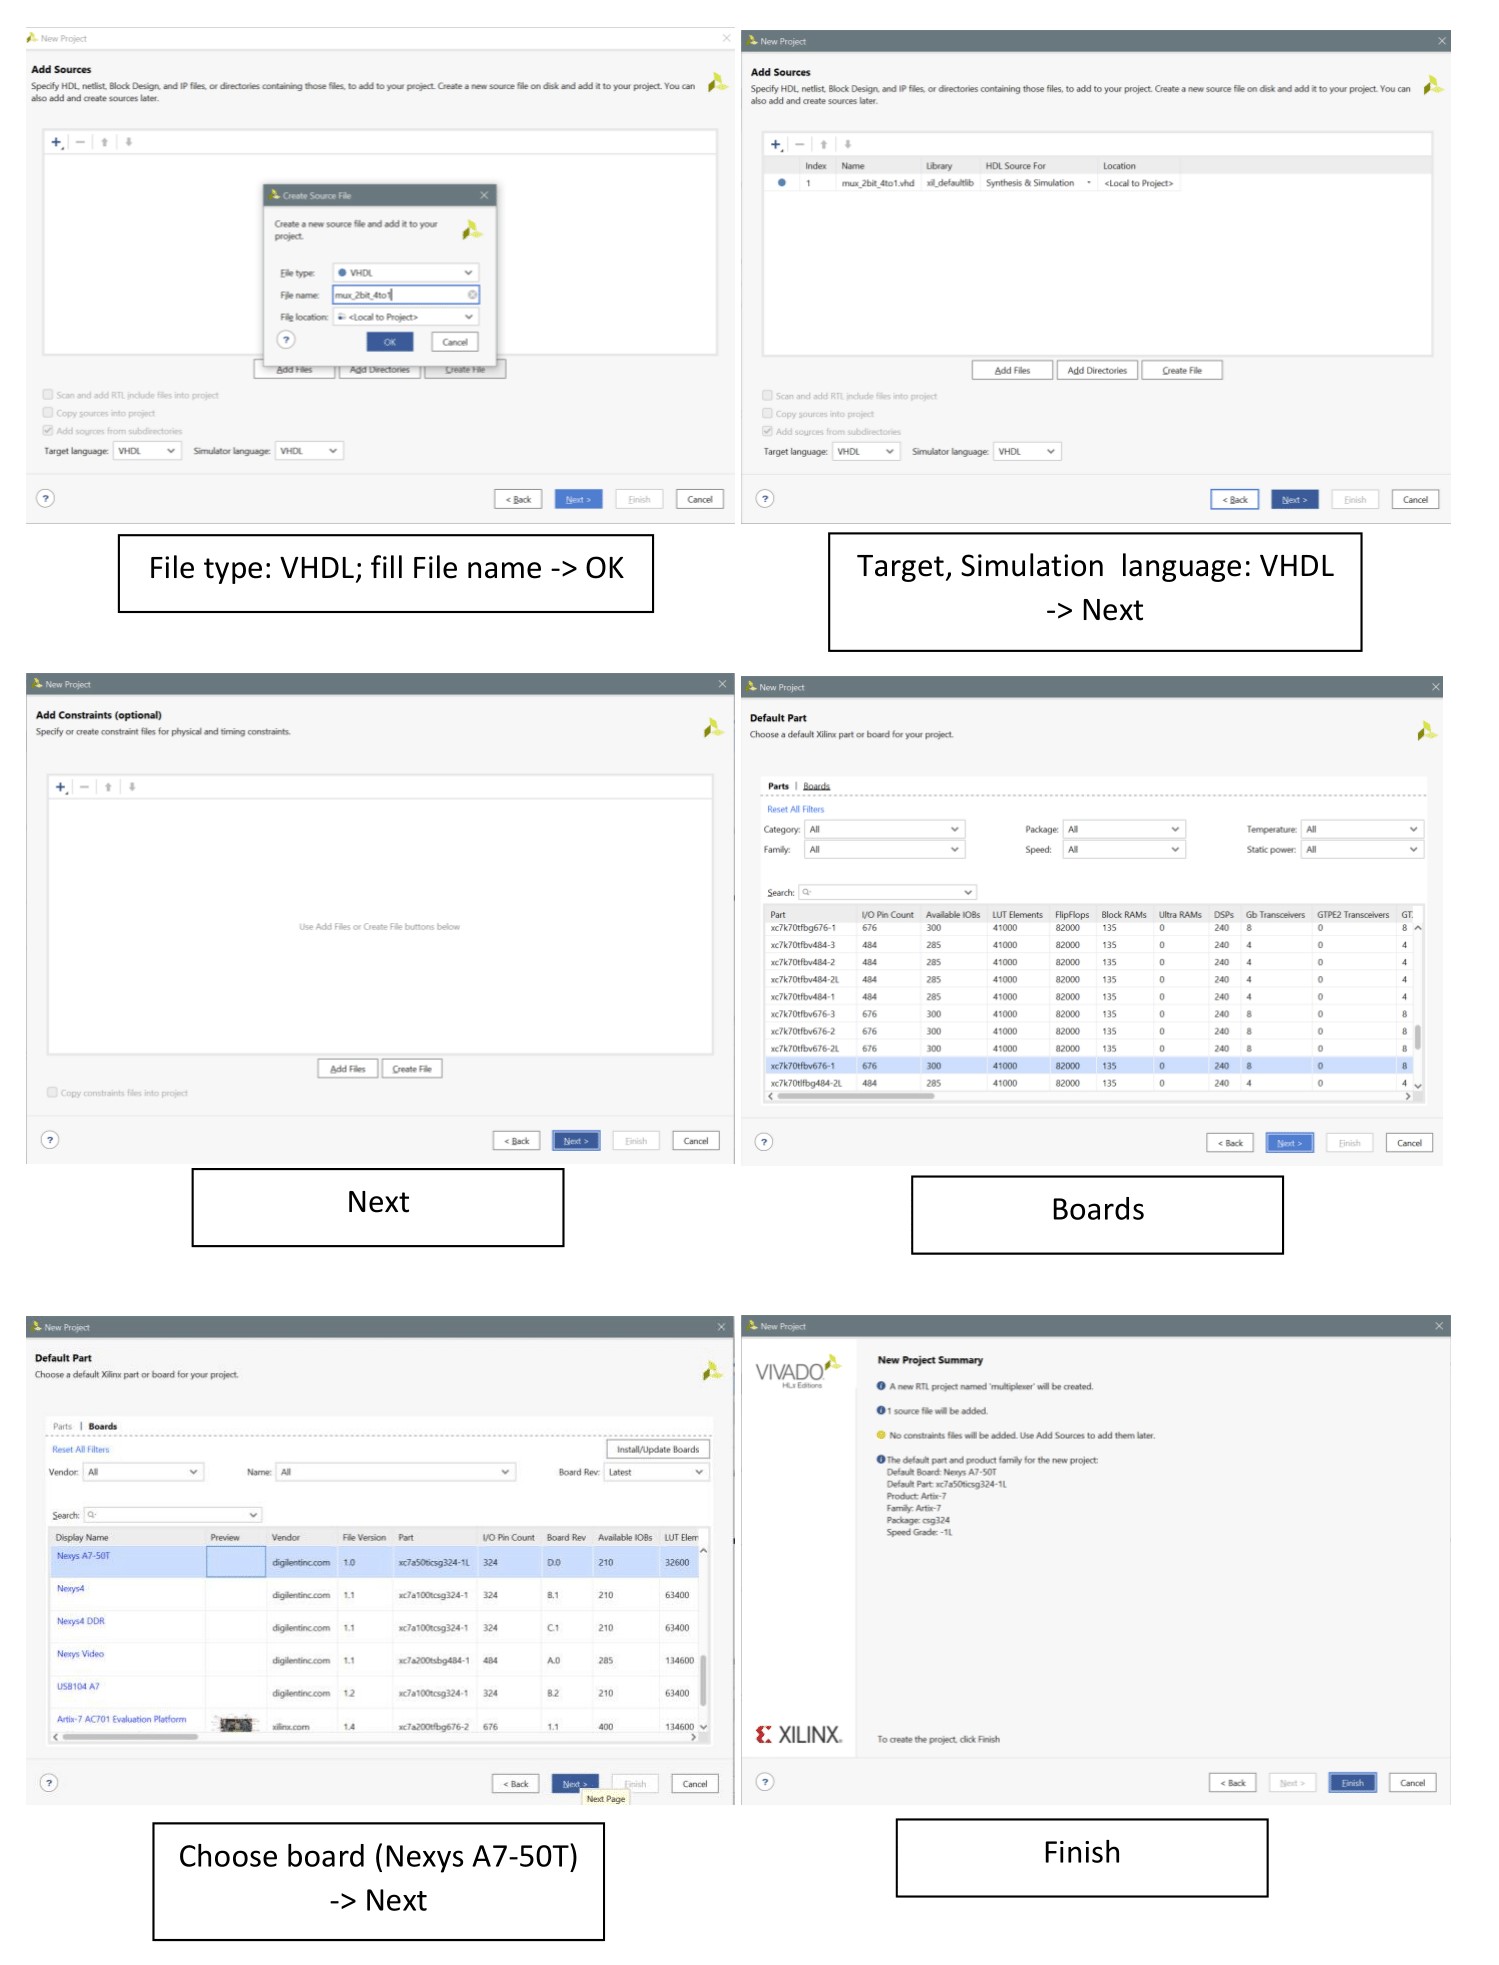 New Project
Add Sources
Specify HDL, netlist, Block Design, and IP files, or directories containing those files, to add to your project. Create a new source file on disk and add it to your project. You can
also add and create sources later.
Create Source File
Create a new source file and add it to your
project.
File type: VHDL
File name: mux_2bit_4to1
File location: <Local to Project>
? OK Cancel
Add Files Add Directories Create File
Scan and add RTL include files into project
Copy sources into project
Add sources from subdirectories
Target language: VHDL Simulator language: VHDL
? < Back Next > Finish Cancel
File type: VHDL; fill File name -> OK
New Project
Add Sources
Specify HDL, netlist, Block Design, and IP files, or directories containing those files, to add to your project. Create a new source file on disk and add it to your project. You can
also add and create sources later.
Index Name Library HDL Source For Location
1 mux_2bit_4to1.vhd xil_defaultlib Synthesis & Simulation <Local to Project>
Add Files Add Directories Create File
Scan and add RTL include files into project
Copy sources into project
Add sources from subdirectories
Target language: VHDL Simulator language: VHDL
? < Back Next > Finish Cancel
Target, Simulation language: VHDL
-> Next
New Project
Add Constraints (optional)
Specify or create constraint files for physical and timing constraints.
Use Add Files or Create File buttons below
Add Files Create File
Copy constraints files into project
? < Back Next > Finish Cancel
Next
New Project
Default Part
Choose a default Xilinx part or board for your project.
Parts | Boards
Reset All Filters
Category: All Package: All Temperature: All
Family: All Speed: All Static power: All
Search:
Part I/O Pin Count Available IOBs LUT Elements FlipFlops Block RAMs Ultra RAMs DSPs Gb Transceivers GTPE2 Transceivers GT
xc7k70tfbg676-1 676 300 41000 82000 135 0 240 8 0 8
xc7k70tfbv484-3 484 285 41000 82000 135 0 240 4 0 4
xc7k70tfbv484-2 484 285 41000 82000 135 0 240 4 0 4
xc7k70tfbv484-2L 484 285 41000 82000 135 0 240 4 0 4
xc7k70tfbv484-1 484 285 41000 82000 135 0 240 4 0 4
xc7k70tfbv676-3 676 300 41000 82000 135 0 240 8 0 8
xc7k70tfbv676-2 676 300 41000 82000 135 0 240 8 0 8
xc7k70tfbv676-2L 676 300 41000 82000 135 0 240 8 0 8
xc7k70tfbv676-1 676 300 41000 82000 135 0 240 8 0 8
xc7k70tlfbg484-2L 484 285 41000 82000 135 0 240 4 0 4
? < Back Next > Finish Cancel
Boards
New Project
Default Part
Choose a default Xilinx part or board for your project.
Parts | Boards
Reset All Filters Install/Update Boards
Vendor: All Name: All Board Rev: Latest
Search:
Display Name Preview Vendor File Version Part I/O Pin Count Board Rev Available IOBs LUT Elem
Nexys A7-50T digilentinc.com 1.0 xc7a50ticsg324-1L 324 D.0 210 32600
Nexys4 digilentinc.com 1.1 xc7a100tcsg324-1 324 B.1 210 63400
Nexys4 DDR digilentinc.com 1.1 xc7a100tcsg324-1 324 C.1 210 63400
Nexys Video digilentinc.com 1.1 xc7a200tsbg484-1 484 A.0 285 134600
USB104 A7 digilentinc.com 1.2 xc7a100tcsg324-1 324 B.2 210 63400
Artix-7 AC701 Evaluation Platform xilinx.com 1.4 xc7a200tfbg676-2 676 1.1 400 134600
? < Back Next > Finish Cancel
Next Page
Choose board (Nexys A7-50T)
-> Next
New Project
VIVADO
HLx Editions
New Project Summary
A new RTL project named 'multiplexer' will be created.
1 source file will be added.
No constraints files will be added. Use Add Sources to add them later.
The default part and product family for the new project:
Default Board: Nexys A7-50T
Default Part: xc7a50ticsg324-1L
Product: Artix-7
Family: Artix-7
Package: csg324
Speed Grade: -1L
XILINX.
To create the project, click Finish
? < Back Next > Finish Cancel
Finish